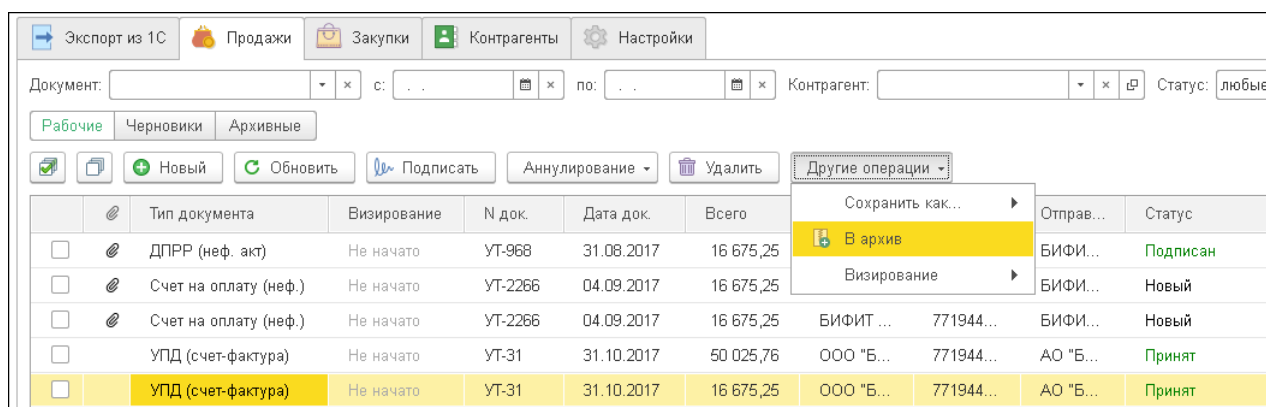 Экспорт из 1С Продажи Закупки Контрагенты Настройки
Документ: с: . . по: . . Контрагент: Статус: любые
Рабочие Черновики Архивные
Новый Обновить Подписать Аннулирование Удалить Другие операции
Тип документа Визирование N док. Дата док. Всего Сохранить как... Отправ... Статус
ДПРР (неф. акт) Не начато УТ-968 31.08.2017 16 675,25 В архив БИФИ... Подписан
Счет на оплату (неф.) Не начато УТ-2266 04.09.2017 16 675,25 Визирование БИФИ... Новый
Счет на оплату (неф.) Не начато УТ-2266 04.09.2017 16 675,25 БИФИТ ... 771944... БИФИ... Новый
УПД (счет-фактура) Не начато УТ-31 31.10.2017 50 025,76 ООО "Б... 771944... АО "Б... Принят
УПД (счет-фактура) Не начато УТ-31 31.10.2017 16 675,25 ООО "Б... 771944... АО "Б... Принят